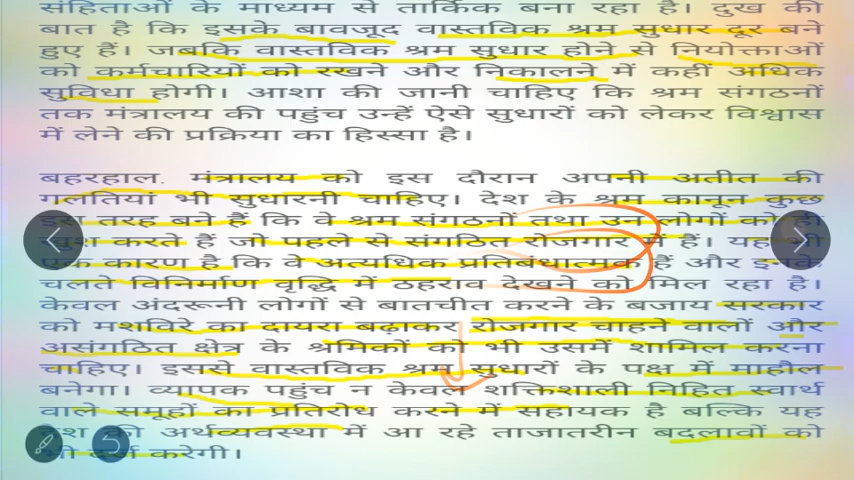 संहिताओं के माध्यम से तार्किक बना रहा है। दुख की
बात है कि इसके बावजूद वास्तविक श्रम सुधार दूर बने
हुए हैं। जबकि वास्तविक श्रम सुधार होने से नियोक्ताओं
को कर्मचारियों को रखने और निकालने में कहीं अधिक
सुविधा होगी। आशा की जानी चाहिए कि श्रम संगठनों
तक मंत्रालय की पहुंच उन्हें ऐसे सुधारों को लेकर विश्वास
में लेने की प्रक्रिया का हिस्सा है।
बहरहाल. मंत्रालय को इस दौरान अपनी अतीत की
गलतियां भी सुधारनी चाहिए। देश के श्रम कानून कुछ
इस तरह बने हैं कि वे श्रम संगठनों तथा उन लोगों को ही
खुश करते हैं जो पहले से संगठित रोजगार में हैं। यह भी
एक कारण है कि वे अत्यधिक प्रतिबंधात्मक हैं और इनके
चलते विनिर्माण वृद्धि में ठहराव देखने को मिल रहा है।
केवल अंदरूनी लोगों से बातचीत करने के बजाय सरकार
को मशविरे का दायरा बढ़ाकर रोजगार चाहने वालों और
असंगठित क्षेत्र के श्रमिकों को भी उसमें शामिल करना
चाहिए। इससे वास्तविक श्रम सुधारों के पक्ष में माहौल
बनेगा। व्यापक पहुंच न केवल शक्तिशाली निहित स्वार्थ
वाले समूहों का प्रतिरोध करने में सहायक है बल्कि यह
देश की अर्थव्यवस्था में आ रहे ताजातरीन बदलावों को
भी दर्ज करेगी।